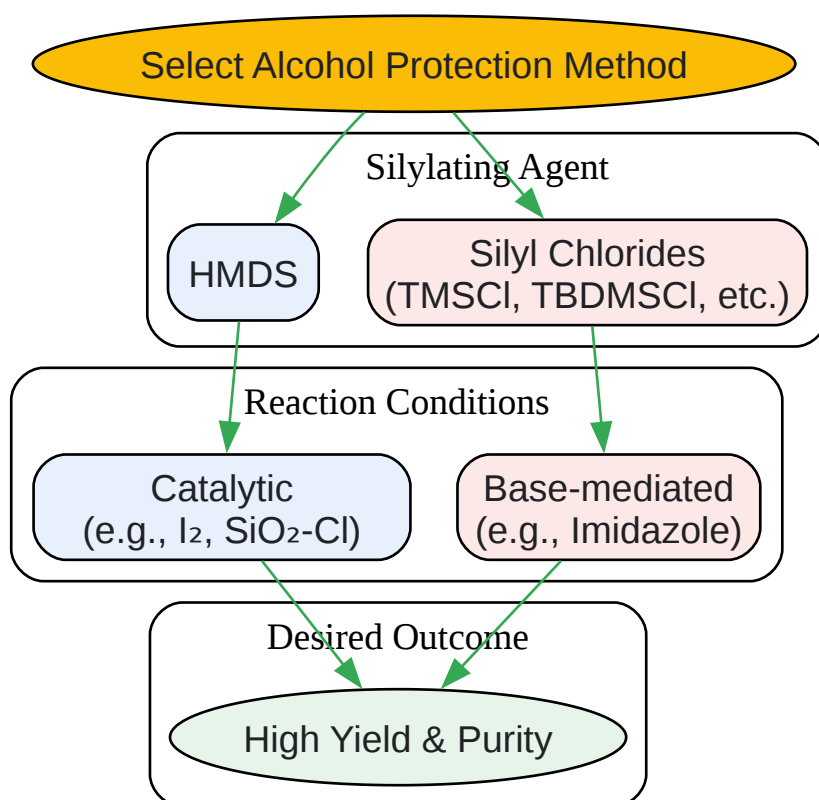 Select Alcohol Protection Method
Silylating Agent
HMDS
Silyl Chlorides
(TMSCl, TBDMSCl, etc.)
Reaction Conditions
Catalytic
(e.g., I₂, SiO₂-Cl)
Base-mediated
(e.g., Imidazole)
Desired Outcome
High Yield & Purity